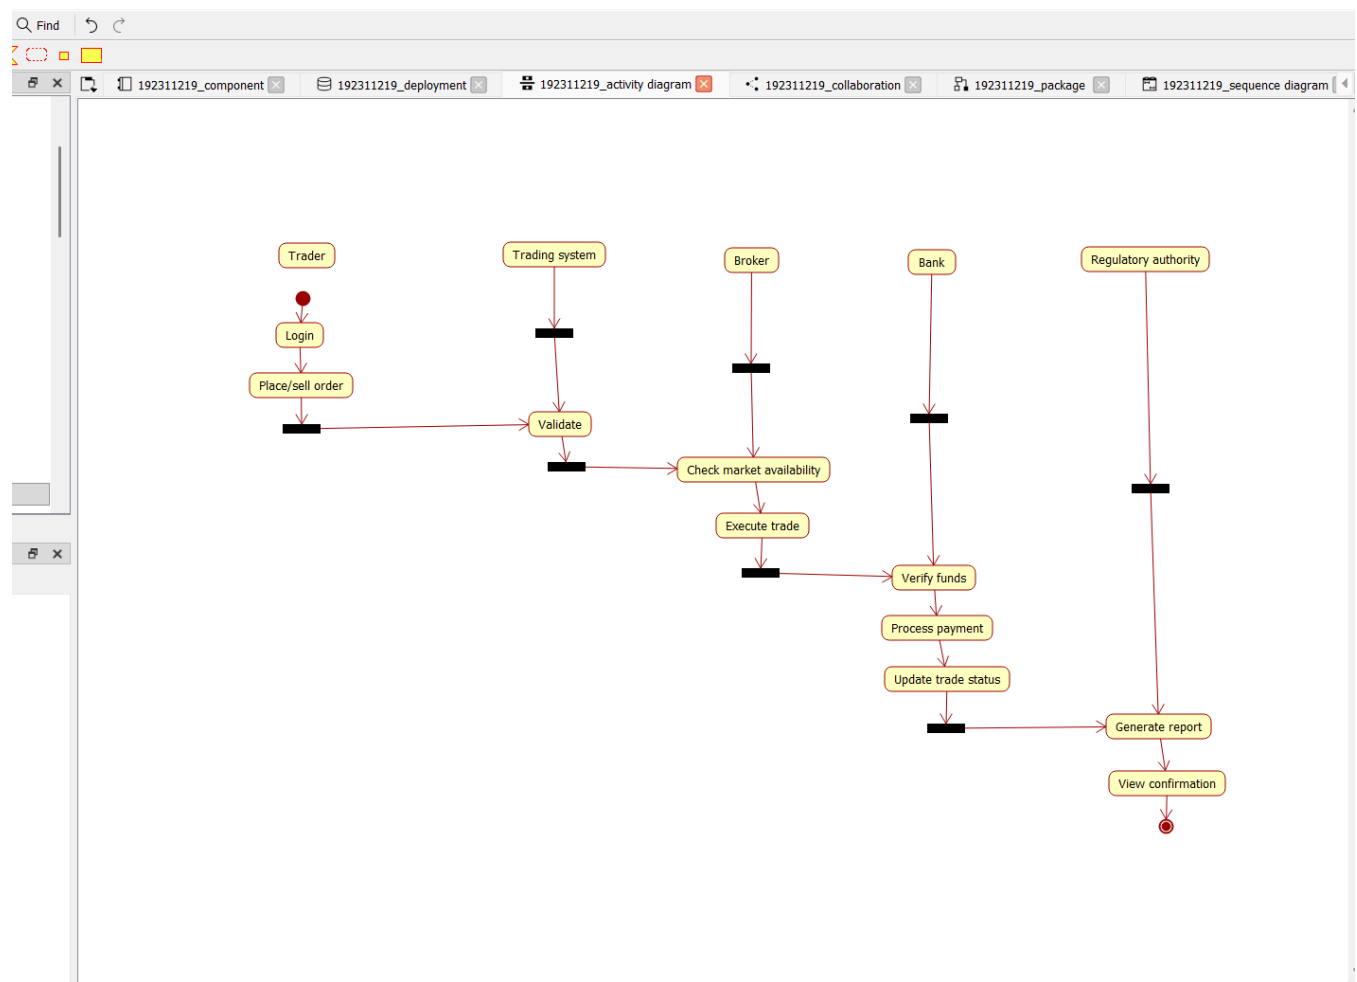 Find
192311219_component
192311219_deployment
192311219_activity diagram
192311219_collaboration
192311219_package
192311219_sequence diagram
Trader
Trading system
Broker
Bank
Regulatory authority
Login
Place/sell order
Validate
Check market availability
Execute trade
Verify funds
Process payment
Update trade status
Generate report
View confirmation